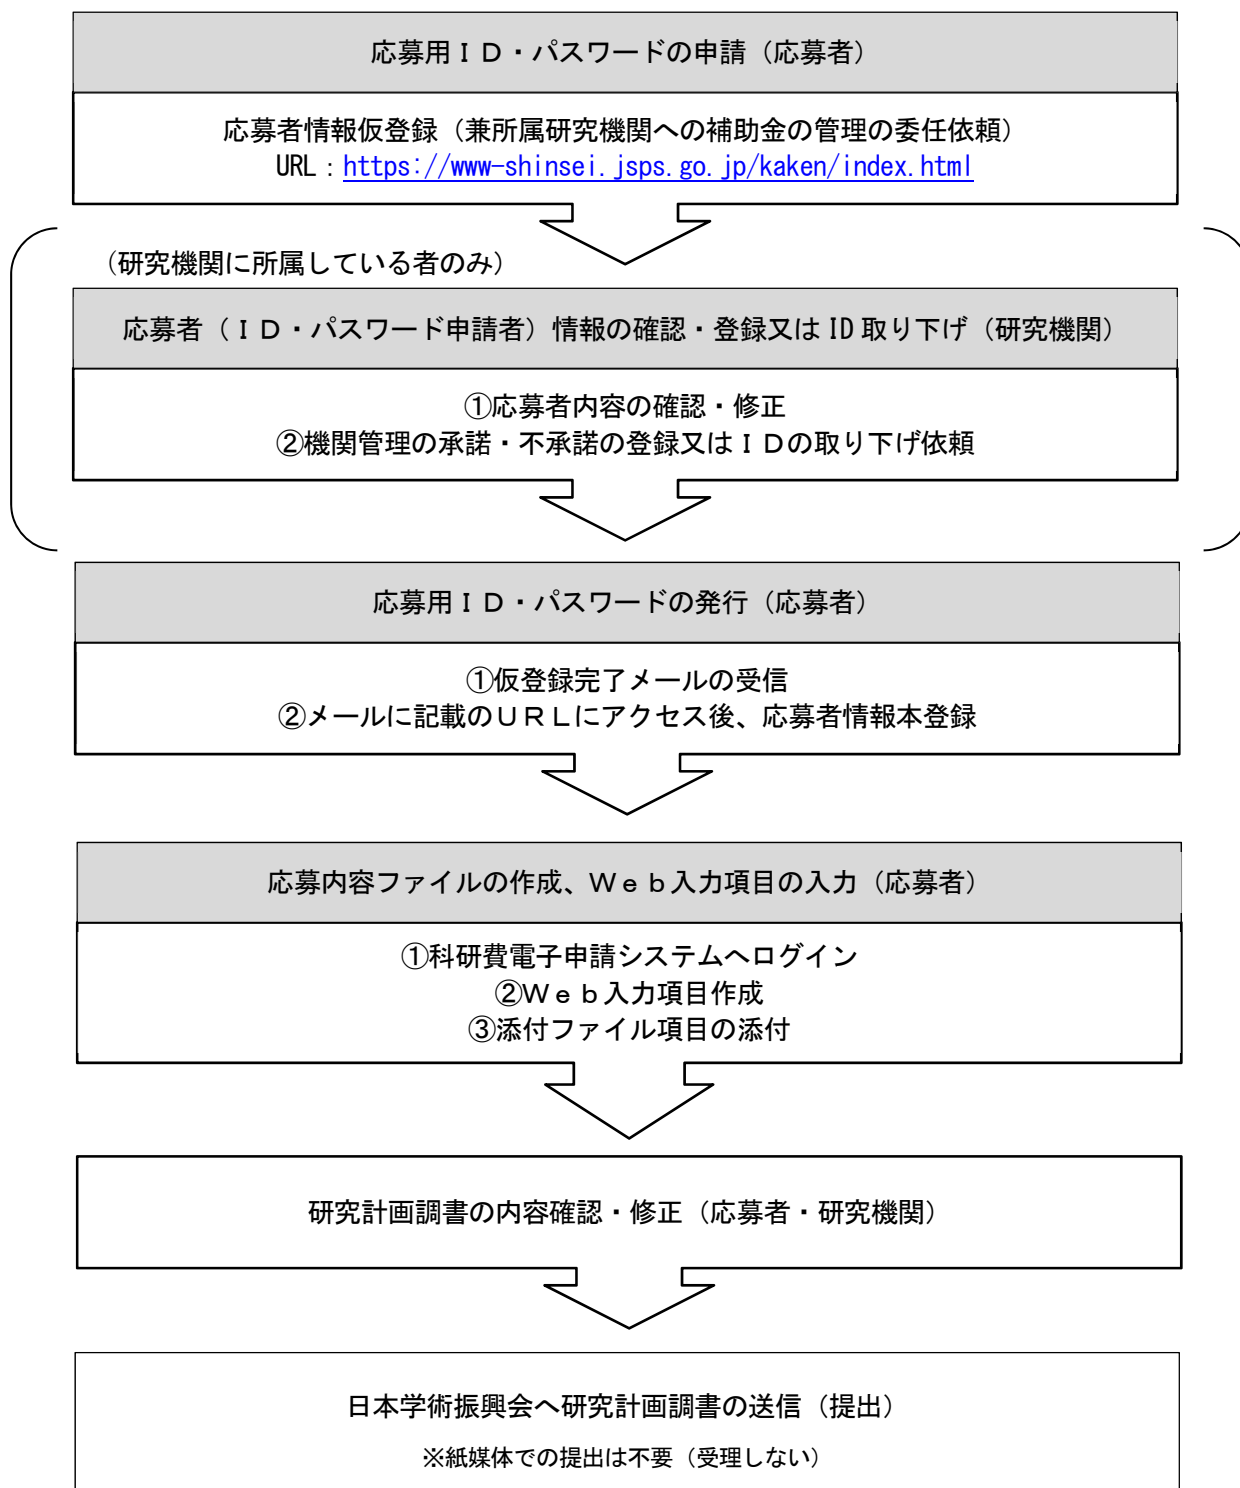 応募用ＩＤ・パスワードの申請（応募者）
応募者情報仮登録（兼所属研究機関への補助金の管理の委任依頼）
URL：https://www-shinsei.jsps.go.jp/kaken/index.html
（研究機関に所属している者のみ）
応募者（ＩＤ・パスワード申請者）情報の確認・登録又は ID 取り下げ（研究機関）
①応募者内容の確認・修正
②機関管理の承諾・不承諾の登録又はＩＤの取り下げ依頼
応募用ＩＤ・パスワードの発行（応募者）
①仮登録完了メールの受信
②メールに記載のＵＲＬにアクセス後、応募者情報本登録
応募内容ファイルの作成、Ｗｅｂ入力項目の入力（応募者）
①科研費電子申請システムへログイン
②Ｗｅｂ入力項目作成
③添付ファイル項目の添付
研究計画調書の内容確認・修正（応募者・研究機関）
日本学術振興会へ研究計画調書の送信（提出）
※紙媒体での提出は不要（受理しない）